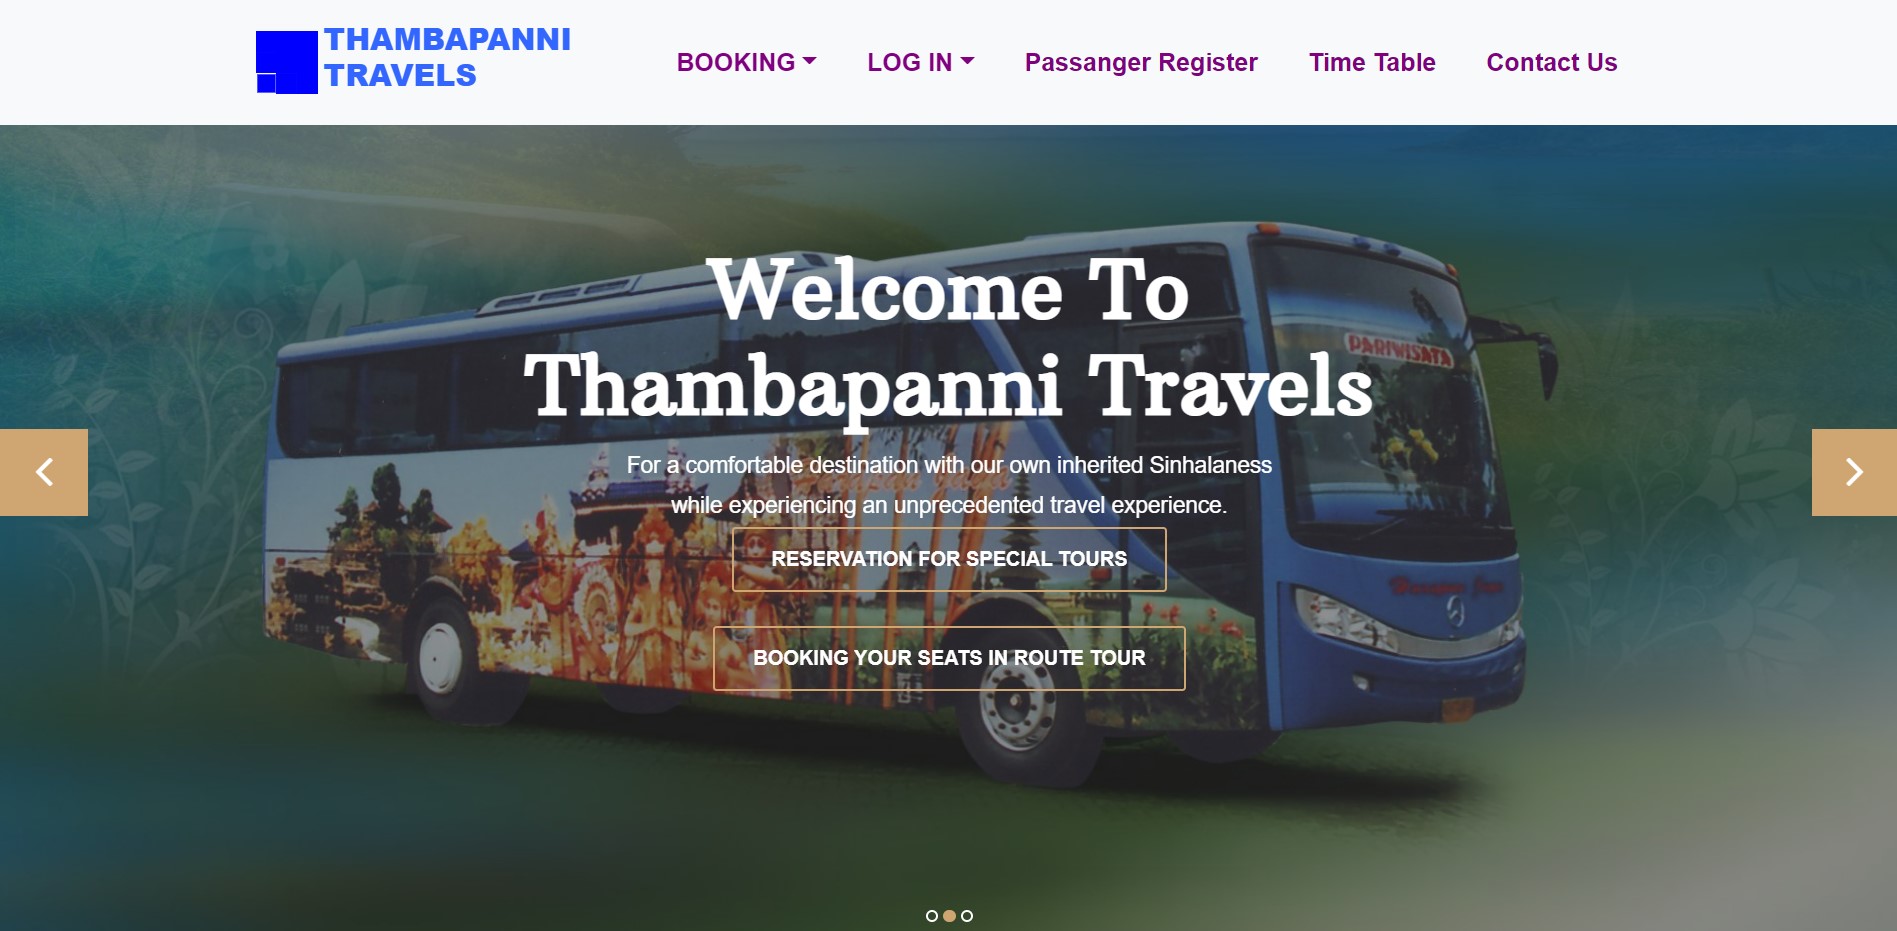 THAMBAPANNI
TRAVELS
BOOKING
LOG IN
Passanger Register
Time Table
Contact Us
Welcome To
Thambapanni Travels
For a comfortable destination with our own inherited Sinhalaness
while experiencing an unprecedented travel experience.
RESERVATION FOR SPECIAL TOURS
BOOKING YOUR SEATS IN ROUTE TOUR
PARIWISATA